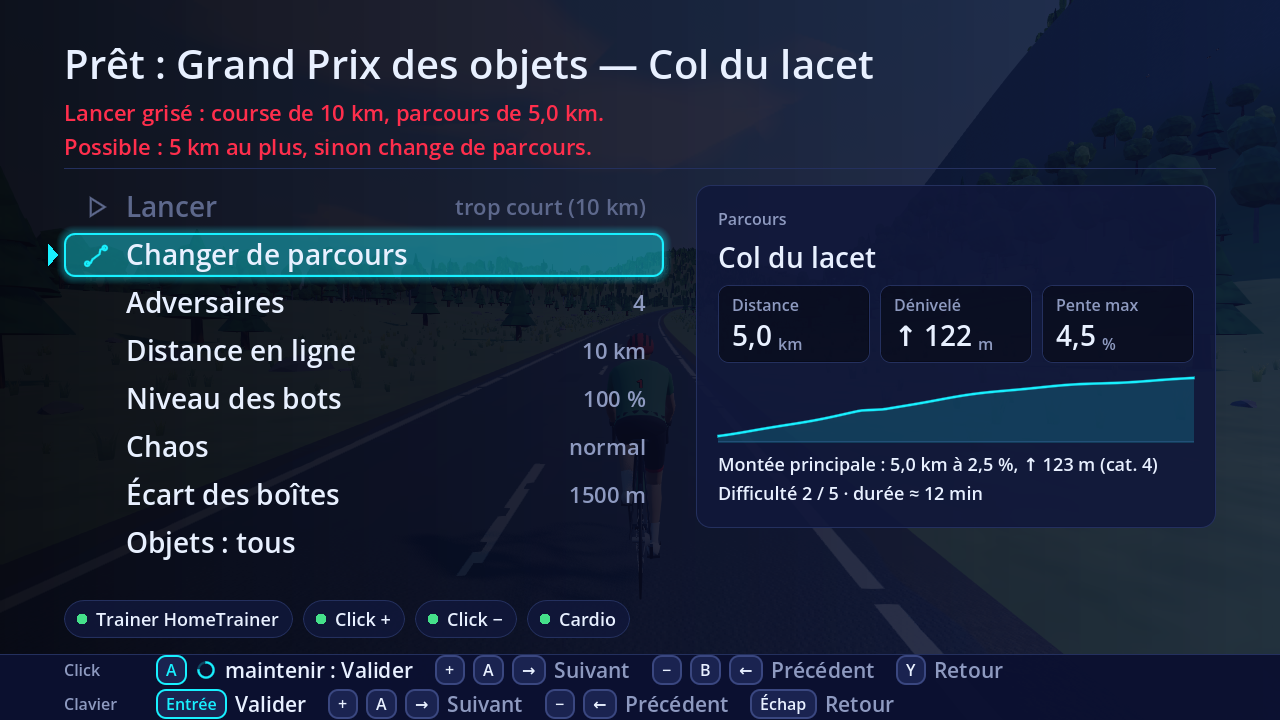 Prêt : Grand Prix des objets — Col du lacet
Lancer grisé : course de 10 km, parcours de 5,0 km.
Possible : 5 km au plus, sinon change de parcours.
Lancer trop court (10 km)
Changer de parcours
Adversaires 4
Distance en ligne 10 km
Niveau des bots 100 %
Chaos normal
Écart des boîtes 1500 m
Objets : tous
Parcours
Col du lacet
Distance Dénivelé Pente max
5,0 km ↑ 122 m 4,5 %
Montée principale : 5,0 km à 2,5 %, ↑ 123 m (cat. 4)
Difficulté 2 / 5 · durée ≈ 12 min
Trainer HomeTrainer Click + Click − Cardio
Click A maintenir : Valider + A → Suivant − B ← Précédent Y Retour
Clavier Entrée Valider + A → Suivant − ← Précédent Échap Retour